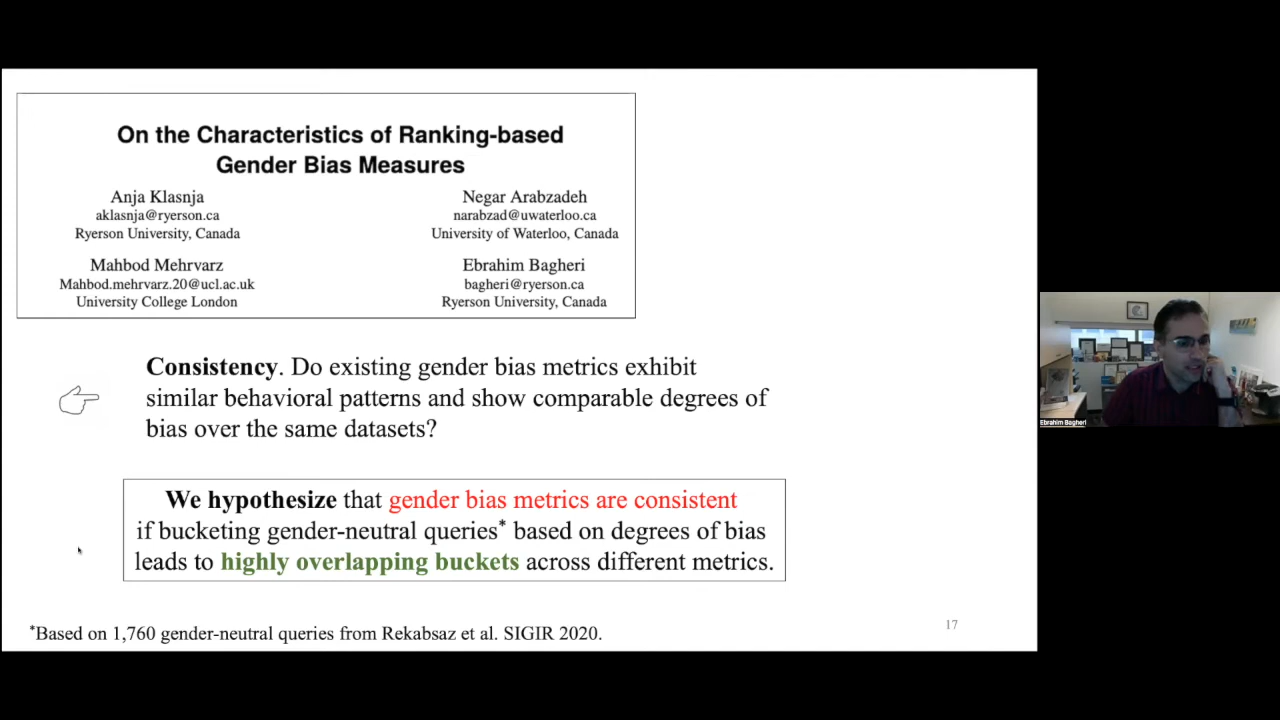 On the Characteristics of Ranking-based
Gender Bias Measures
Anja Klasnja
aklasnja@ryerson.ca
Ryerson University, Canada
Negar Arabzadeh
narabzad@uwaterloo.ca
University of Waterloo, Canada
Mahbod Mehrvarz
Mahbod.mehrvarz.20@ucl.ac.uk
University College London
Ebrahim Bagheri
bagheri@ryerson.ca
Ryerson University, Canada
Consistency. Do existing gender bias metrics exhibit
similar behavioral patterns and show comparable degrees of
bias over the same datasets?
We hypothesize that gender bias metrics are consistent
if bucketing gender-neutral queries* based on degrees of bias
leads to highly overlapping buckets across different metrics.
*Based on 1,760 gender-neutral queries from Rekabsaz et al. SIGIR 2020.
17
Ebrahim Bagheri